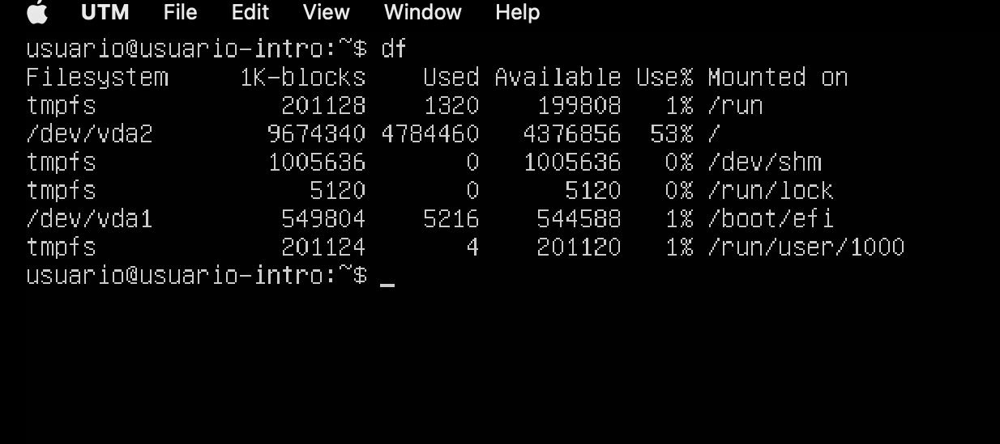 UTM File Edit View Window Help
usuario@usuario-intro:~$ df
Filesystem     1K-blocks    Used Available Use% Mounted on
tmpfs             201128    1320    199808   1% /run
/dev/vda2        9674340 4784460   4376856  53% /
tmpfs            1005636       0   1005636   0% /dev/shm
tmpfs               5120       0      5120   0% /run/lock
/dev/vda1         549804    5216    544588   1% /boot/efi
tmpfs             201124       4    201120   1% /run/user/1000
usuario@usuario-intro:~$ _